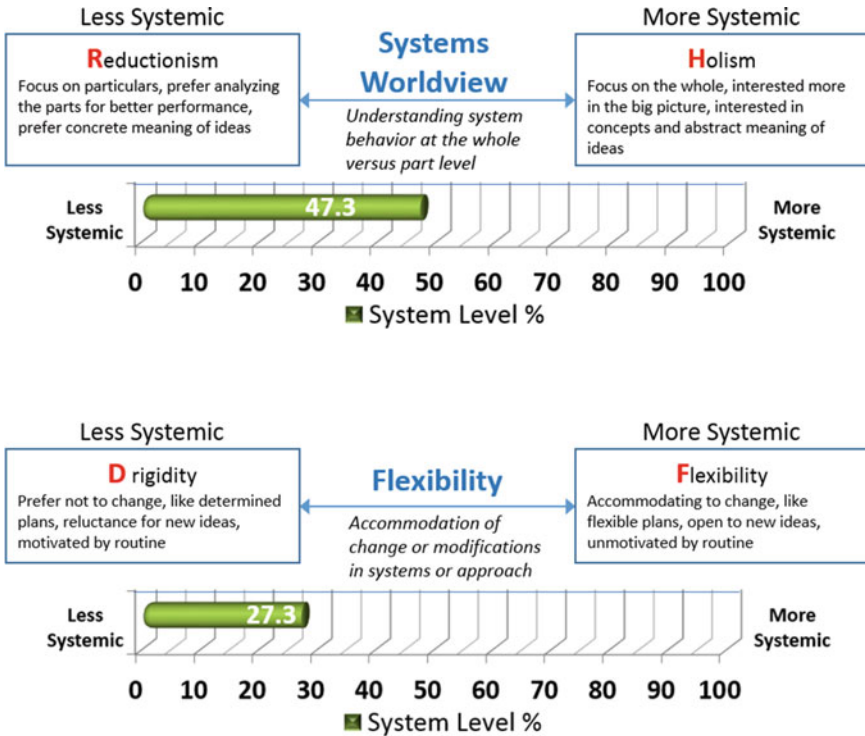 Less Systemic
More Systemic
Reductionism
Focus on particulars, prefer analyzing
the parts for better performance,
prefer concrete meaning of ideas
Systems
Worldview
Understanding system
behavior at the whole
versus part level
Holism
Focus on the whole, interested more
in the big picture, interested in
concepts and abstract meaning of
ideas
Less
Systemic
47.3
More
Systemic
0 10 20 30 40 50 60 70 80 90 100
System Level %
Less Systemic
More Systemic
D rigidity
Prefer not to change, like determined
plans, reluctance for new ideas,
motivated by routine
Flexibility
Accommodation of
change or modifications
in systems or approach
Flexibility
Accommodating to change, like
flexible plans, open to new ideas,
unmotivated by routine
Less
Systemic
27.3
More
Systemic
0 10 20 30 40 50 60 70 80 90 100
System Level %